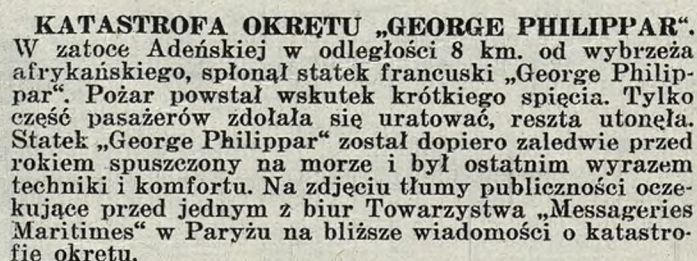 KATASTROFA OKRĘTU „GEORGE PHILIPPAR“.
W zatoce Adeńskiej w odległości 8 km. od wybrzeża
afrykańskiego, spłonął statek francuski „George Philip-
par“. Pożar powstał wskutek krótkiego spięcia. Tylko
część pasażerów zdołała się uratować, reszta utonęła.
Statek „George Philippar“ został dopiero zaledwie przed
rokiem spuszczony na morze i był ostatnim wyrazem
techniki i komfortu. Na zdjęciu tłumy publiczności ocze-
kujące przed jednym z biur Towarzystwa „Messageries
Maritimes“ w Paryżu na bliższe wiadomości o katastro-
fie okrętu.